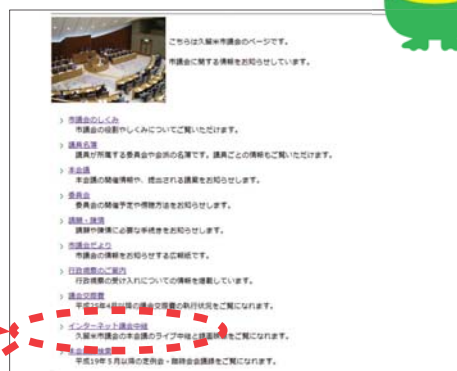 こちらは久留米市議会のページです。
市議会に関する情報をお知らせしています。
市議会のしくみ
市議会の役割やしくみについてご覧いただけます。
議員名簿
議員が所属する委員会や会派の名簿です。議員ごとの情報もご覧いただけます。
本会議
本会議の開催情報や、提出される議案をお知らせします。
委員会
委員会の開催予定や傍聴方法をお知らせします。
請願・陳情
請願や陳情に必要な手続きをお知らせします。
市議会だより
市議会の情報をお知らせする広報紙です。
行政視察のご案内
行政視察の受け入れについての情報を掲載しています。
議会交際費
平成25年4月以降の議会交際費の執行状況をご覧になれます。
インターネット議会中継
久留米市議会の本会議のライブ中継と録画映像をご覧になれます。
平成19年5月以降の定例会・臨時会会議録をご覧になれます。